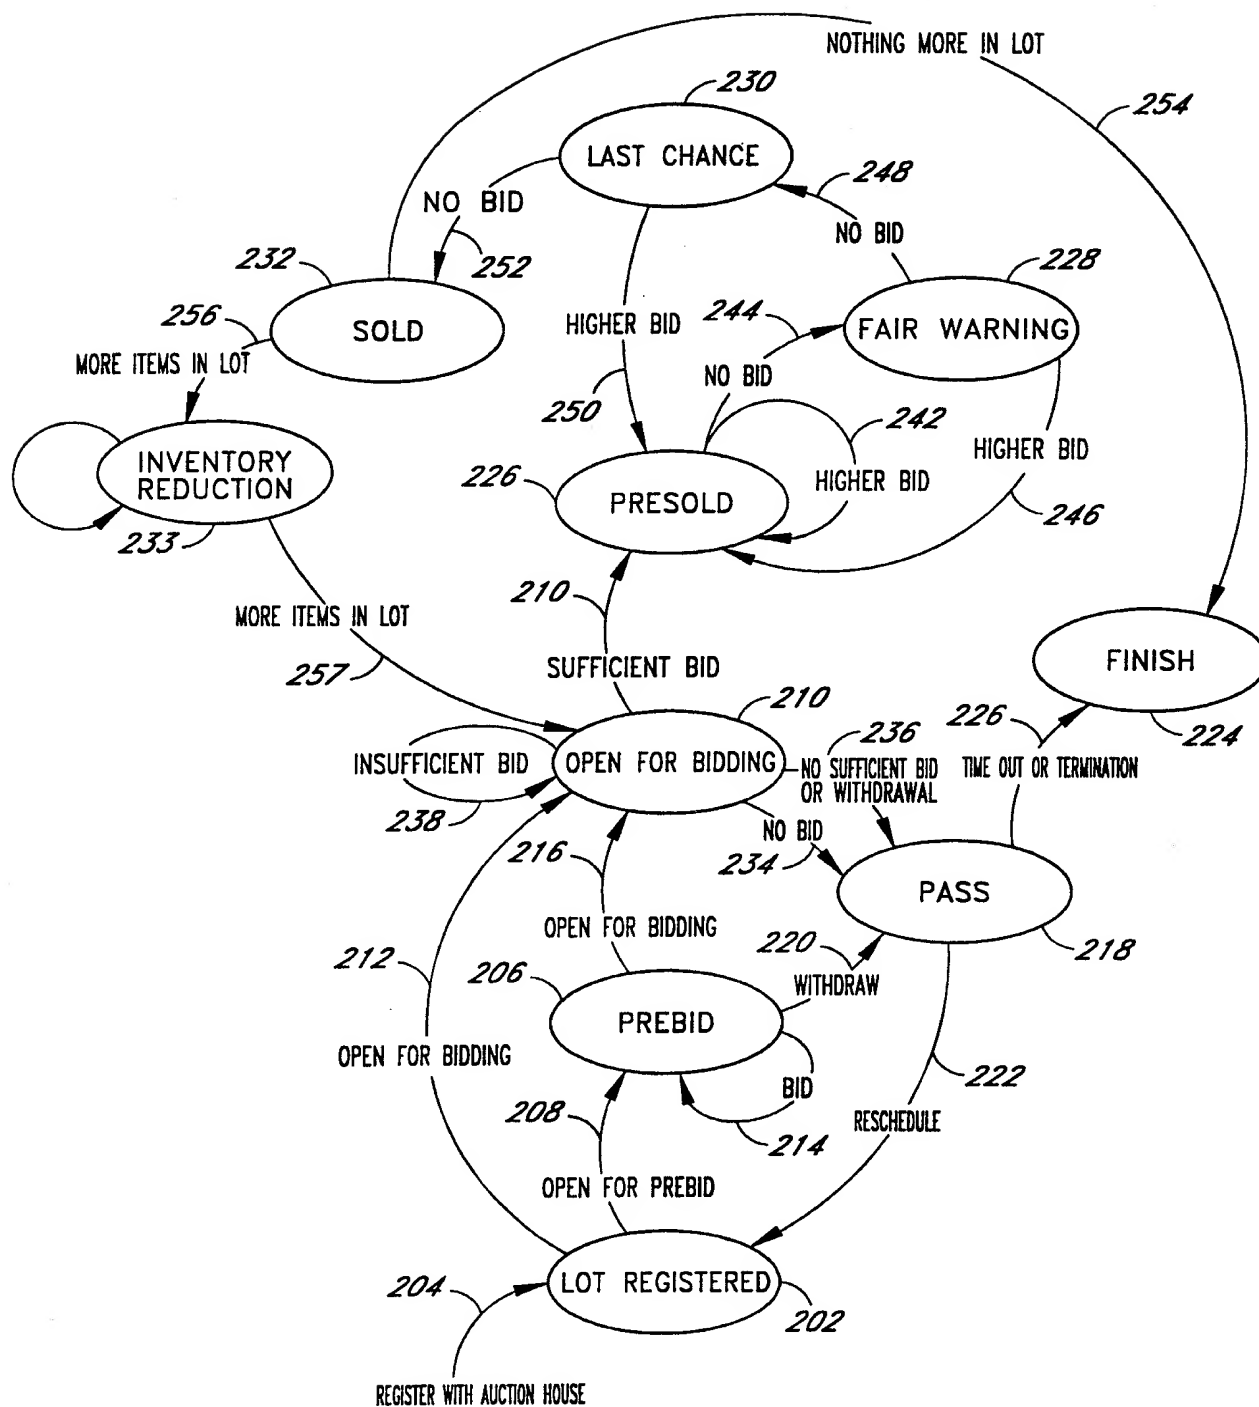 NOTHING MORE IN LOT
230
254
LAST CHANCE
248
NO BID
NO BID
252
232
228
256
SOLD
244
FAIR WARNING
HIGHER BID
MORE ITEMS IN LOT
NO BID
250
242
INVENTORY
REDUCTION
HIGHER BID
226
HIGHER BID
PRESOLD
246
233
210
MORE ITEMS IN LOT
257
SUFFICIENT BID
FINISH
210
226
224
236
INSUFFICIENT BID
OPEN FOR BIDDING
NO SUFFICIENT BID
OR WITHDRAWAL
TIME OUT OR TERMINATION
238
NO BID
216
234
PASS
OPEN FOR BIDDING
220
218
212
206
WITHDRAW
PREBID
OPEN FOR BIDDING
222
BID
208
RESCHEDULE
214
OPEN FOR PREBID
204
LOT REGISTERED
202
REGISTER WITH AUCTION HOUSE